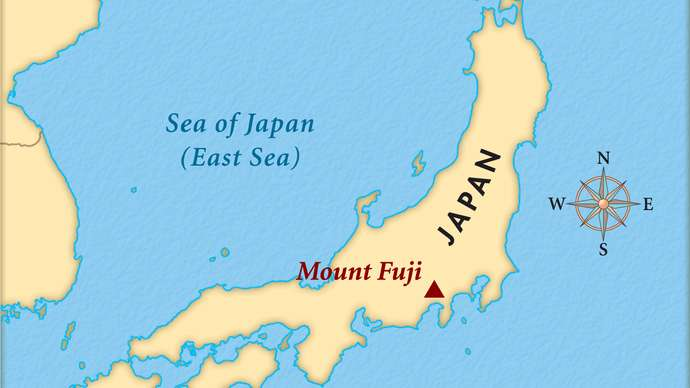 Sea of Japan
(East Sea)
JAPAN
N
W
E
S
Mount Fuji